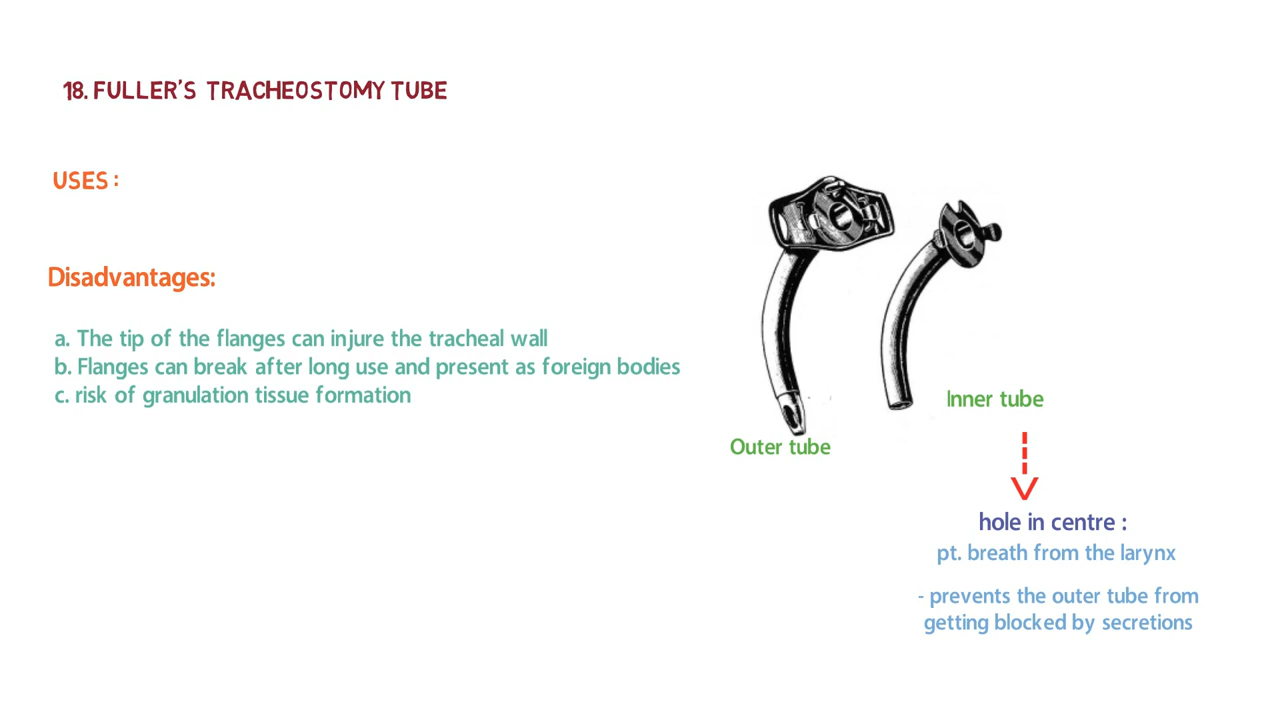 18. FULLER'S TRACHEOSTOMY TUBE
USES :
Disadvantages:
a. The tip of the flanges can injure the tracheal wall
b. Flanges can break after long use and present as foreign bodies
c. risk of granulation tissue formation
Outer tube
Inner tube
hole in centre :
pt. breath from the larynx
- prevents the outer tube from
getting blocked by secretions